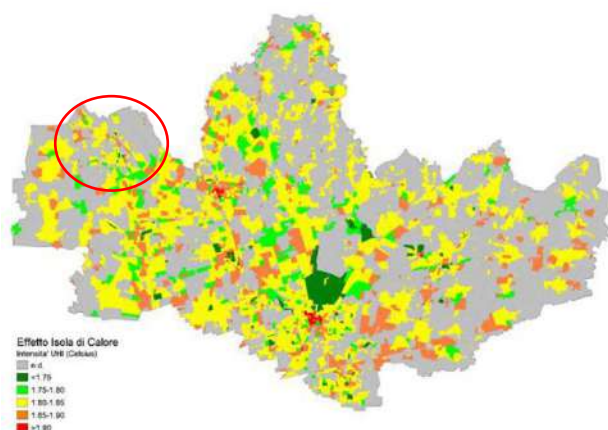 Effetto Isola di Calore
Intensita' UHI (Celsius)
n.d.
<1.75
1.75-1.80
1.80-1.85
1.85-1.90
>1.90